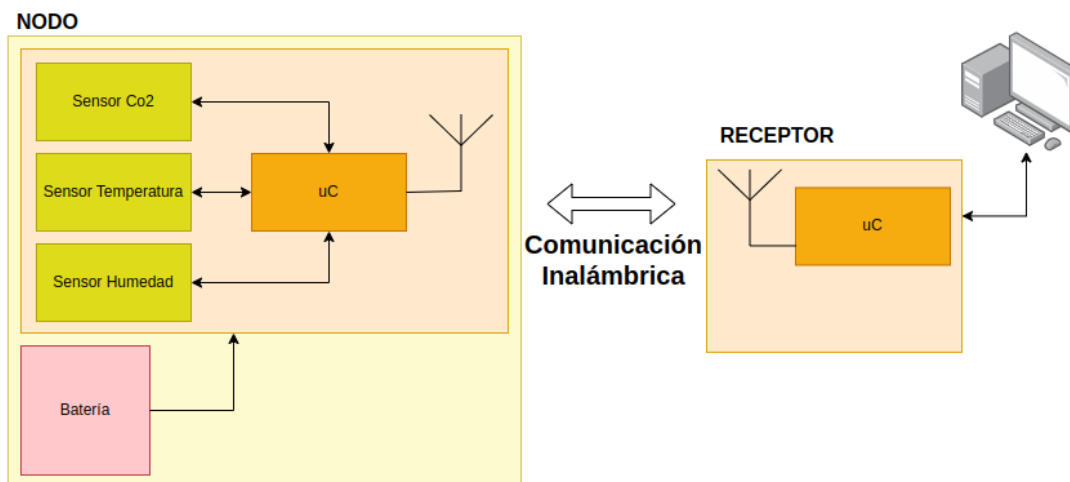 NODO
Sensor Co2
Sensor Temperatura
Sensor Humedad
uC
Batería
Comunicación
Inalámbrica
RECEPTOR
uC